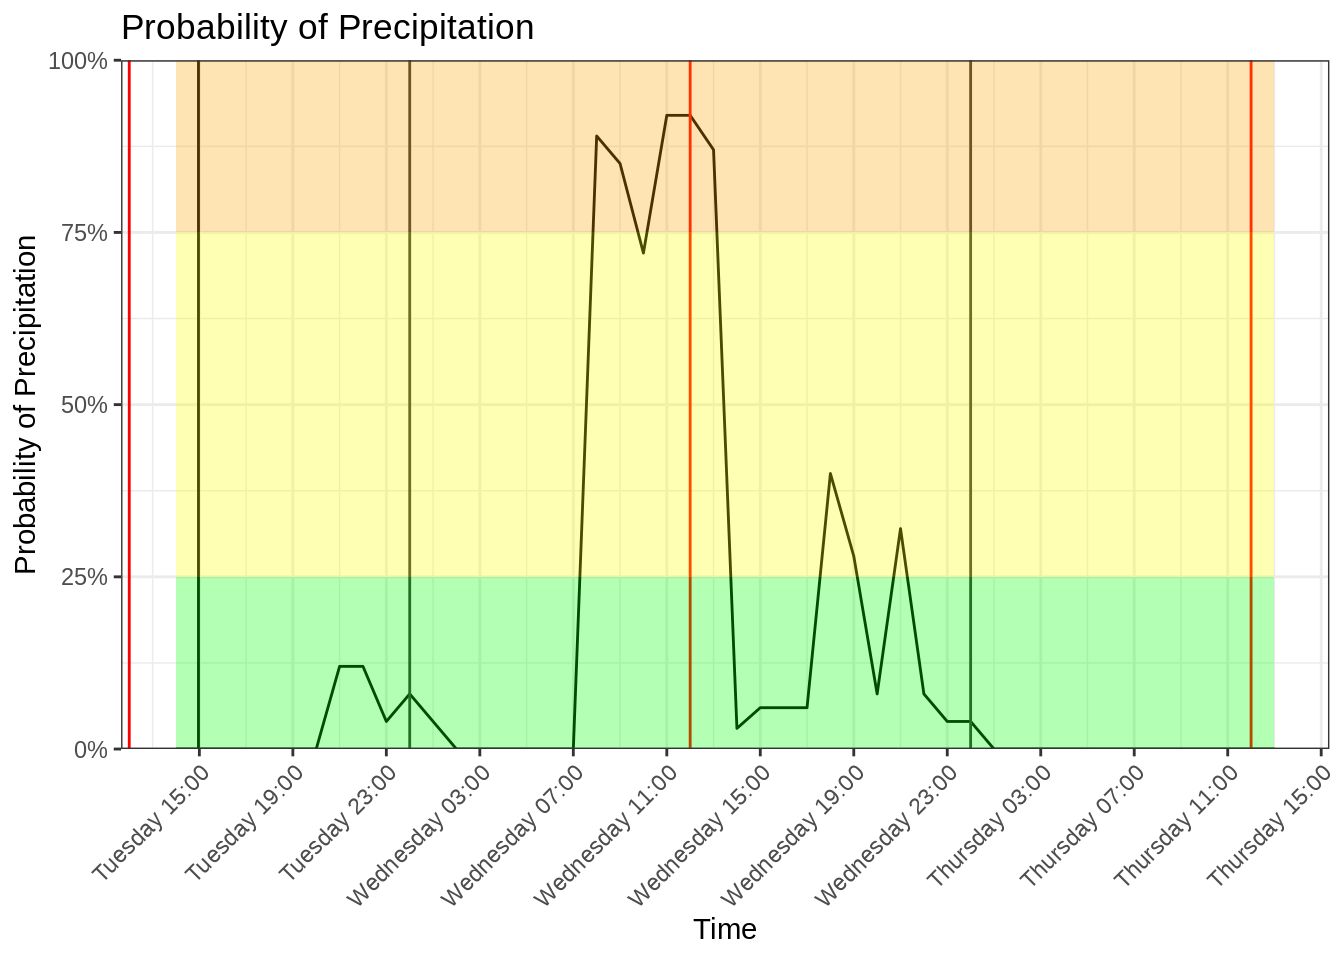 Probability of Precipitation
Probability of Precipitation
100%
75%
50%
25%
0%
Tuesday 15:00
Tuesday 19:00
Tuesday 23:00
Wednesday 03:00
Wednesday 07:00
Wednesday 11:00
Wednesday 15:00
Wednesday 19:00
Wednesday 23:00
Thursday 03:00
Thursday 07:00
Thursday 11:00
Thursday 15:00
Time